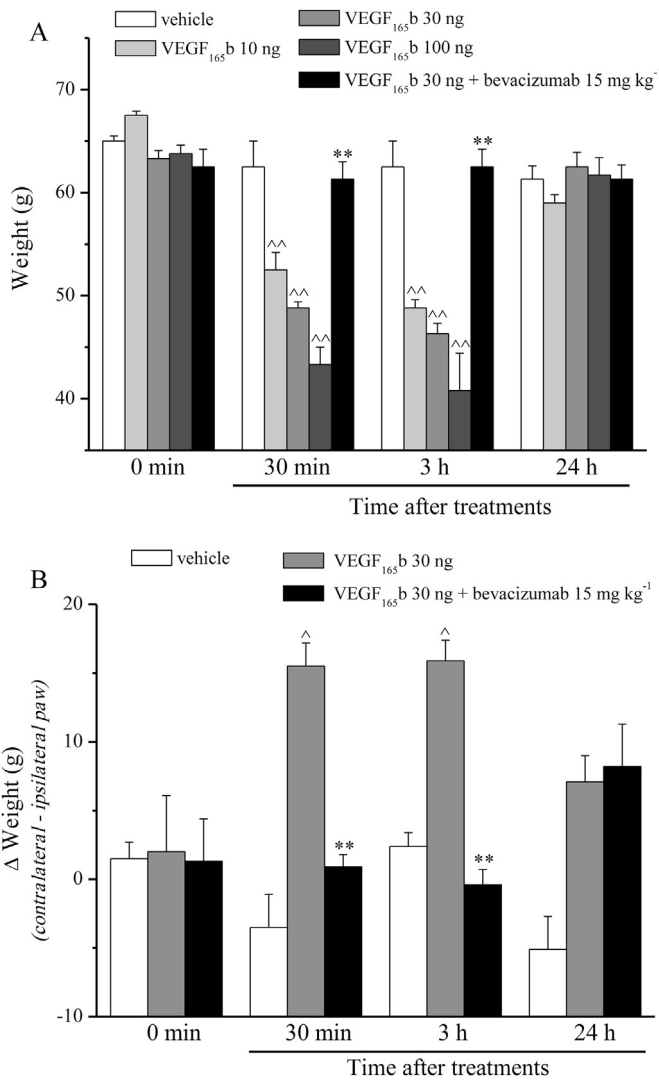 A
vehicle
VEGF165b 10 ng
VEGF165b 30 ng
VEGF165b 100 ng
VEGF165b 30 ng + bevacizumab 15 mg kg-
70
60
50
40
Weight (g)
^^
^^
^^
**
^^
^^
^^
**
0 min 30 min 3 h 24 h
Time after treatments
B
vehicle
VEGF165b 30 ng
VEGF165b 30 ng + bevacizumab 15 mg kg-1
20
10
0
-10
Δ Weight (g)
(contralateral - ipsilateral paw)
^
**
^
**
0 min 30 min 3 h 24 h
Time after treatments